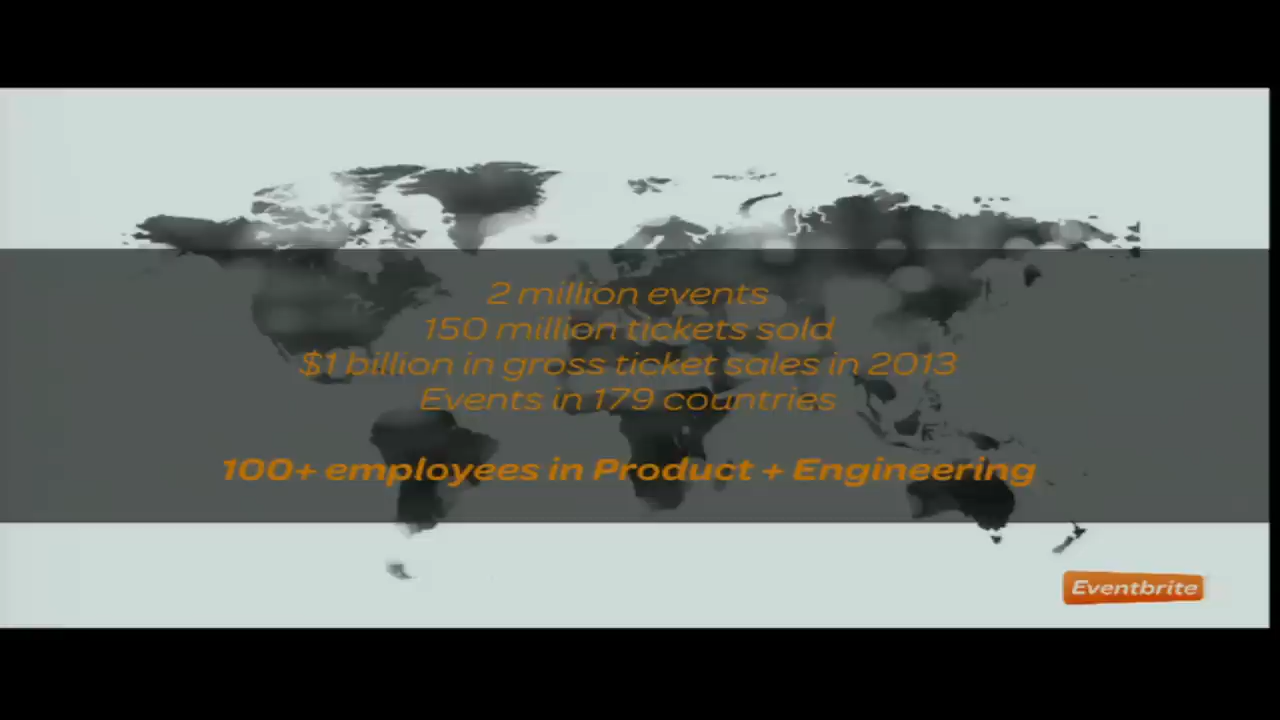 2 million events
150 million tickets sold
$1 billion in gross ticket sales in 2013
Events in 179 countries
100+ employees in Product + Engineering
Eventbrite